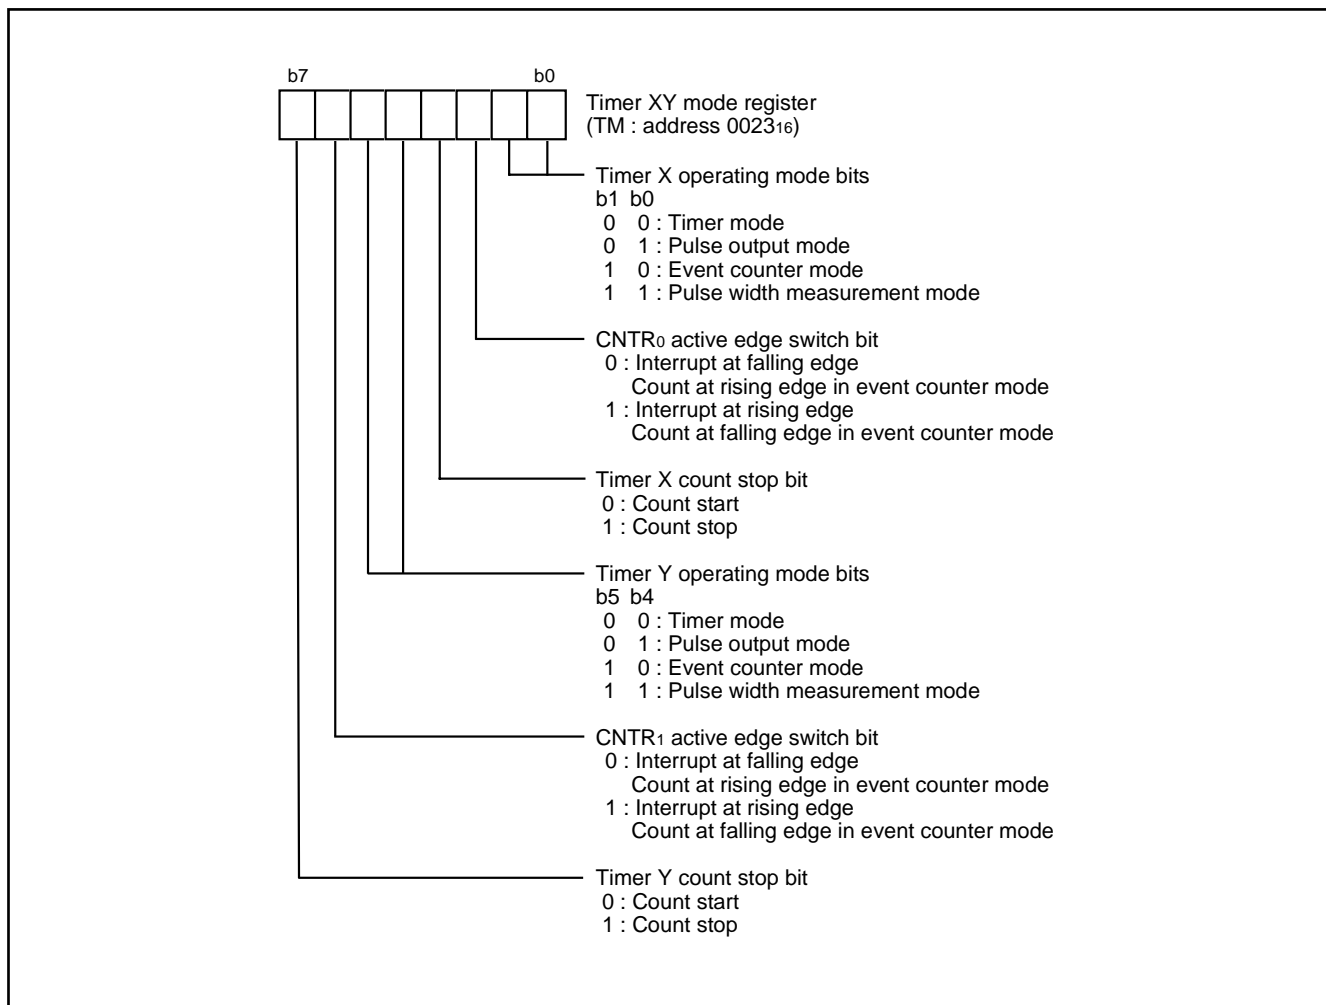 b7 b0
Timer XY mode register
(TM : address 002316)
Timer X operating mode bits
b1 b0
0 0 : Timer mode
0 1 : Pulse output mode
1 0 : Event counter mode
1 1 : Pulse width measurement mode
CNTR0 active edge switch bit
0 : Interrupt at falling edge
Count at rising edge in event counter mode
1 : Interrupt at rising edge
Count at falling edge in event counter mode
Timer X count stop bit
0 : Count start
1 : Count stop
Timer Y operating mode bits
b5 b4
0 0 : Timer mode
0 1 : Pulse output mode
1 0 : Event counter mode
1 1 : Pulse width measurement mode
CNTR1 active edge switch bit
0 : Interrupt at falling edge
Count at rising edge in event counter mode
1 : Interrupt at rising edge
Count at falling edge in event counter mode
Timer Y count stop bit
0 : Count start
1 : Count stop